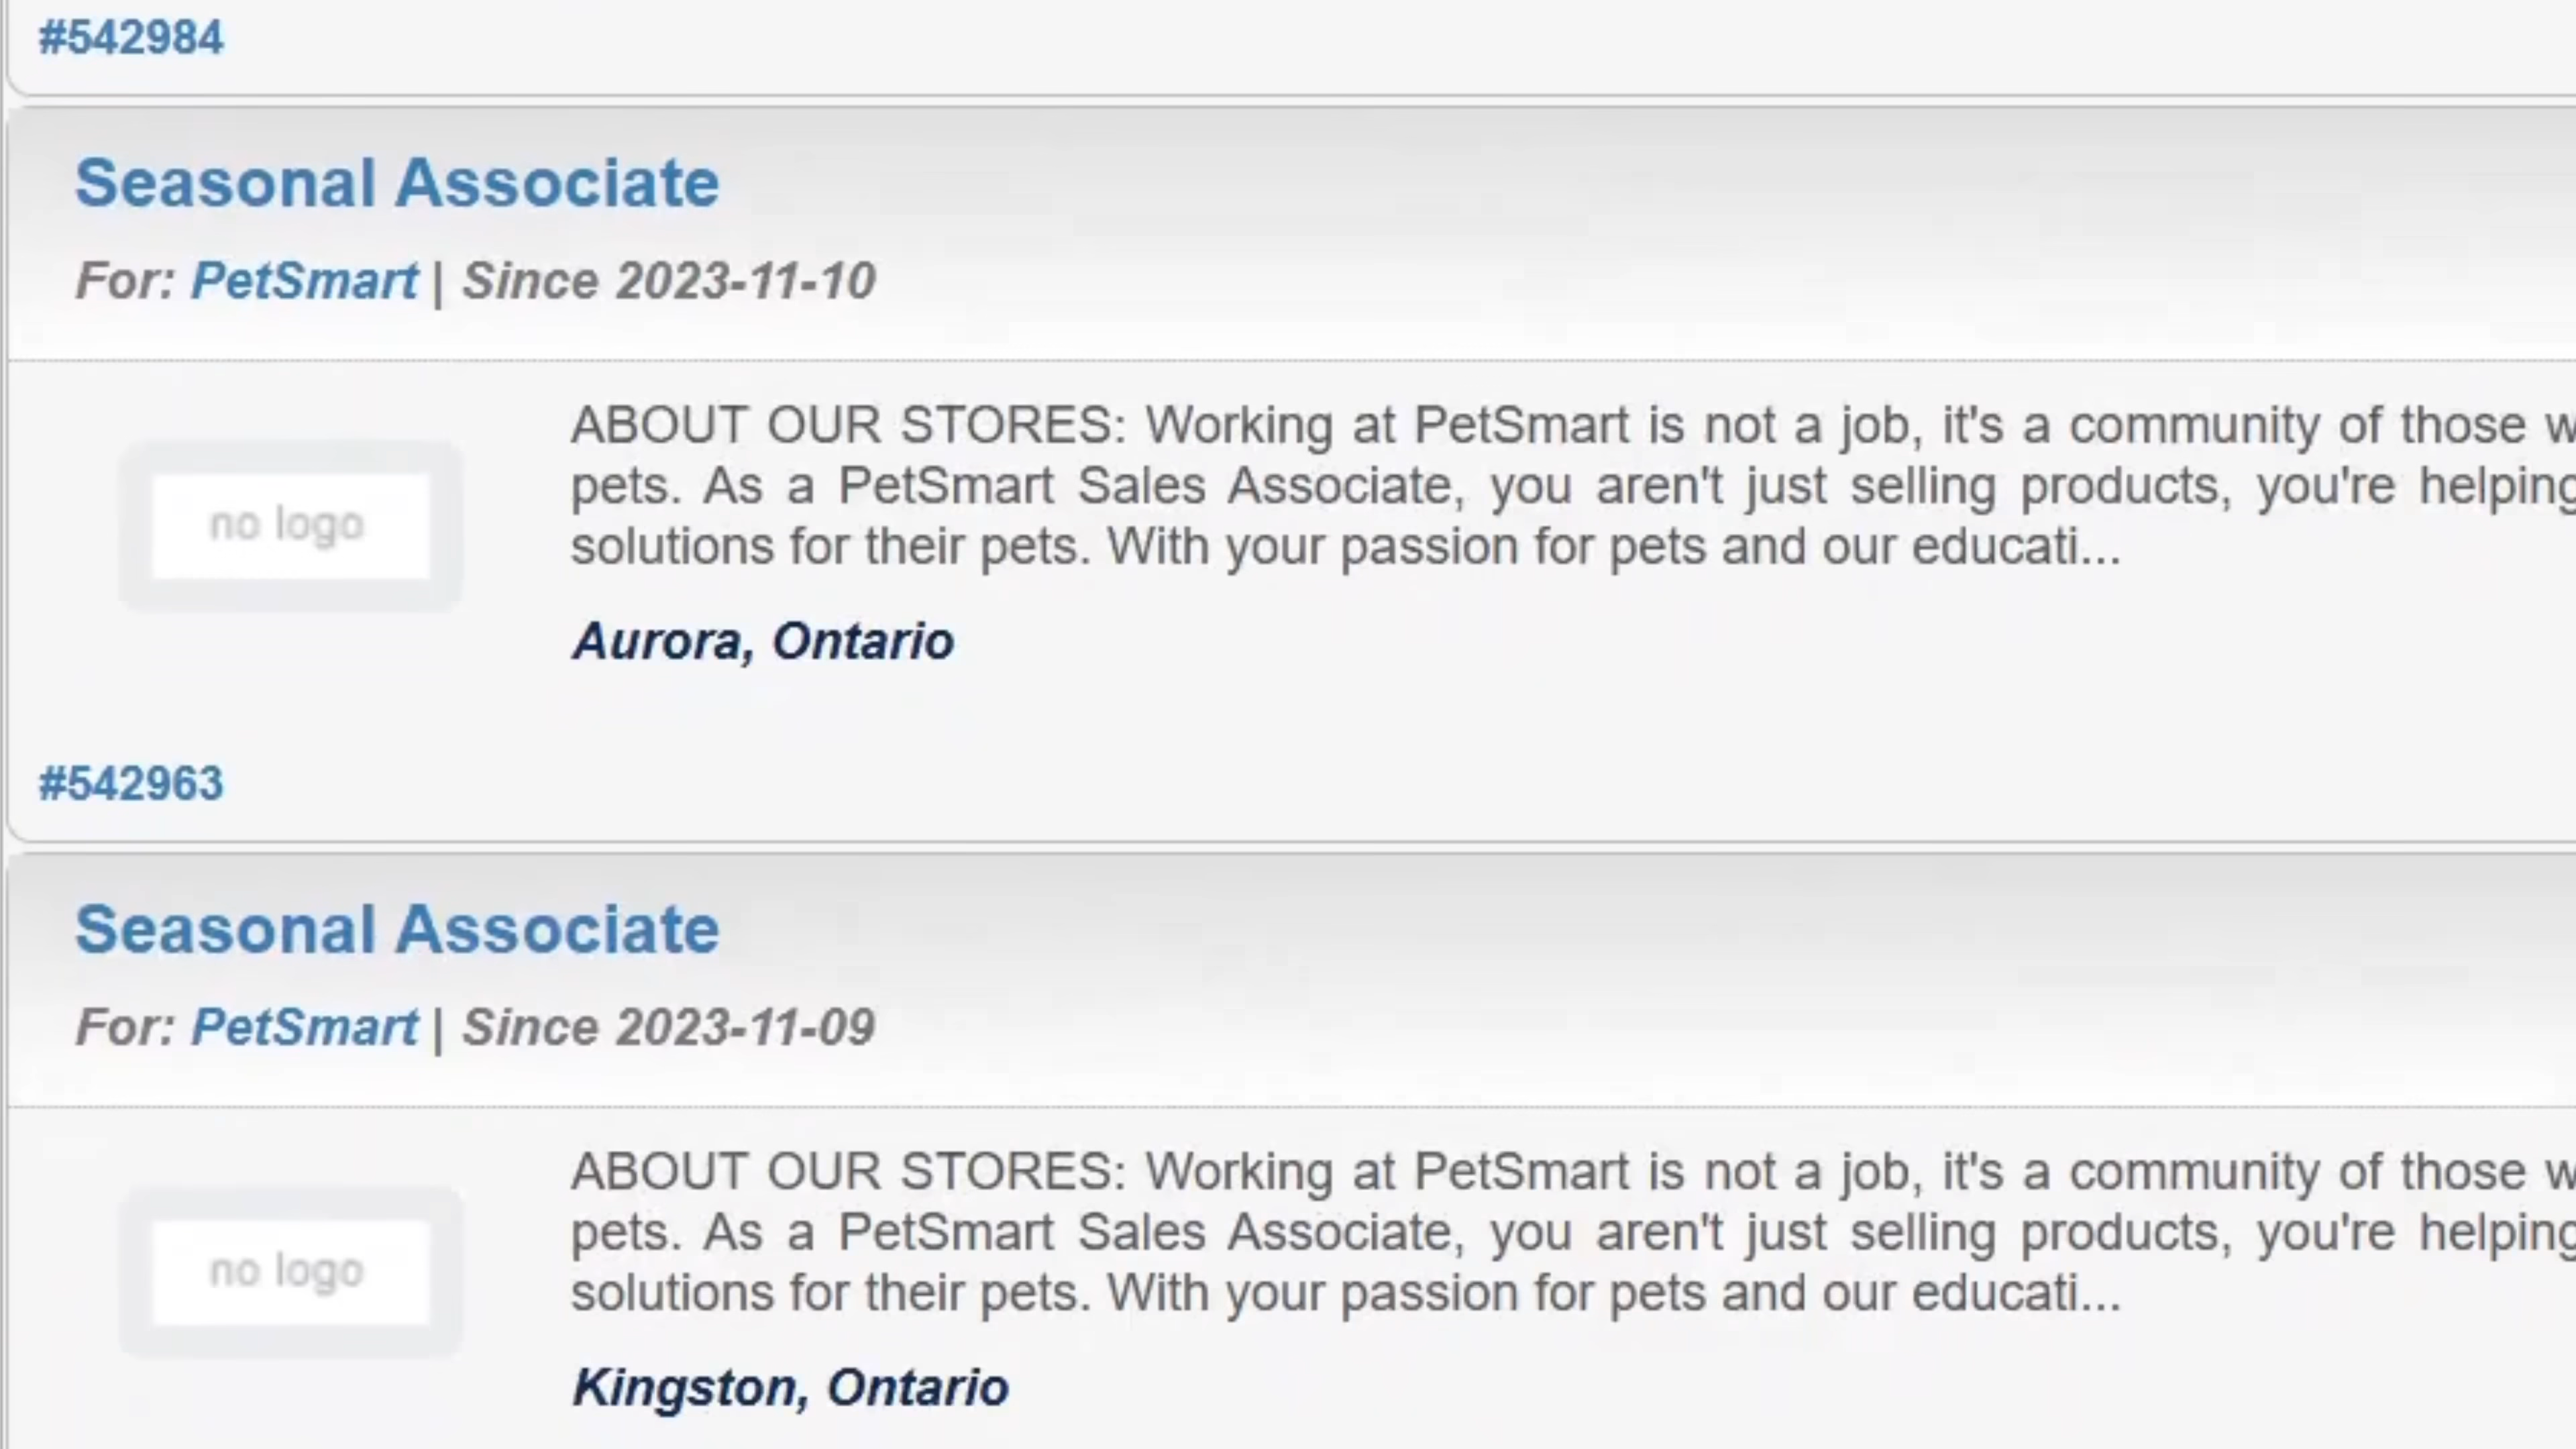 #542984
Seasonal Associate
For: PetSmart | Since 2023-11-10
no logo
ABOUT OUR STORES: Working at PetSmart is not a job, it's a community of those
pets. As a PetSmart Sales Associate, you aren't just selling products, you're helping
solutions for their pets. With your passion for pets and our educati...
Aurora, Ontario
#542963
Seasonal Associate
For: PetSmart | Since 2023-11-09
no logo
ABOUT OUR STORES: Working at PetSmart is not a job, it's a community of those
pets. As a PetSmart Sales Associate, you aren't just selling products, you're helping
solutions for their pets. With your passion for pets and our educati...
Kingston, Ontario